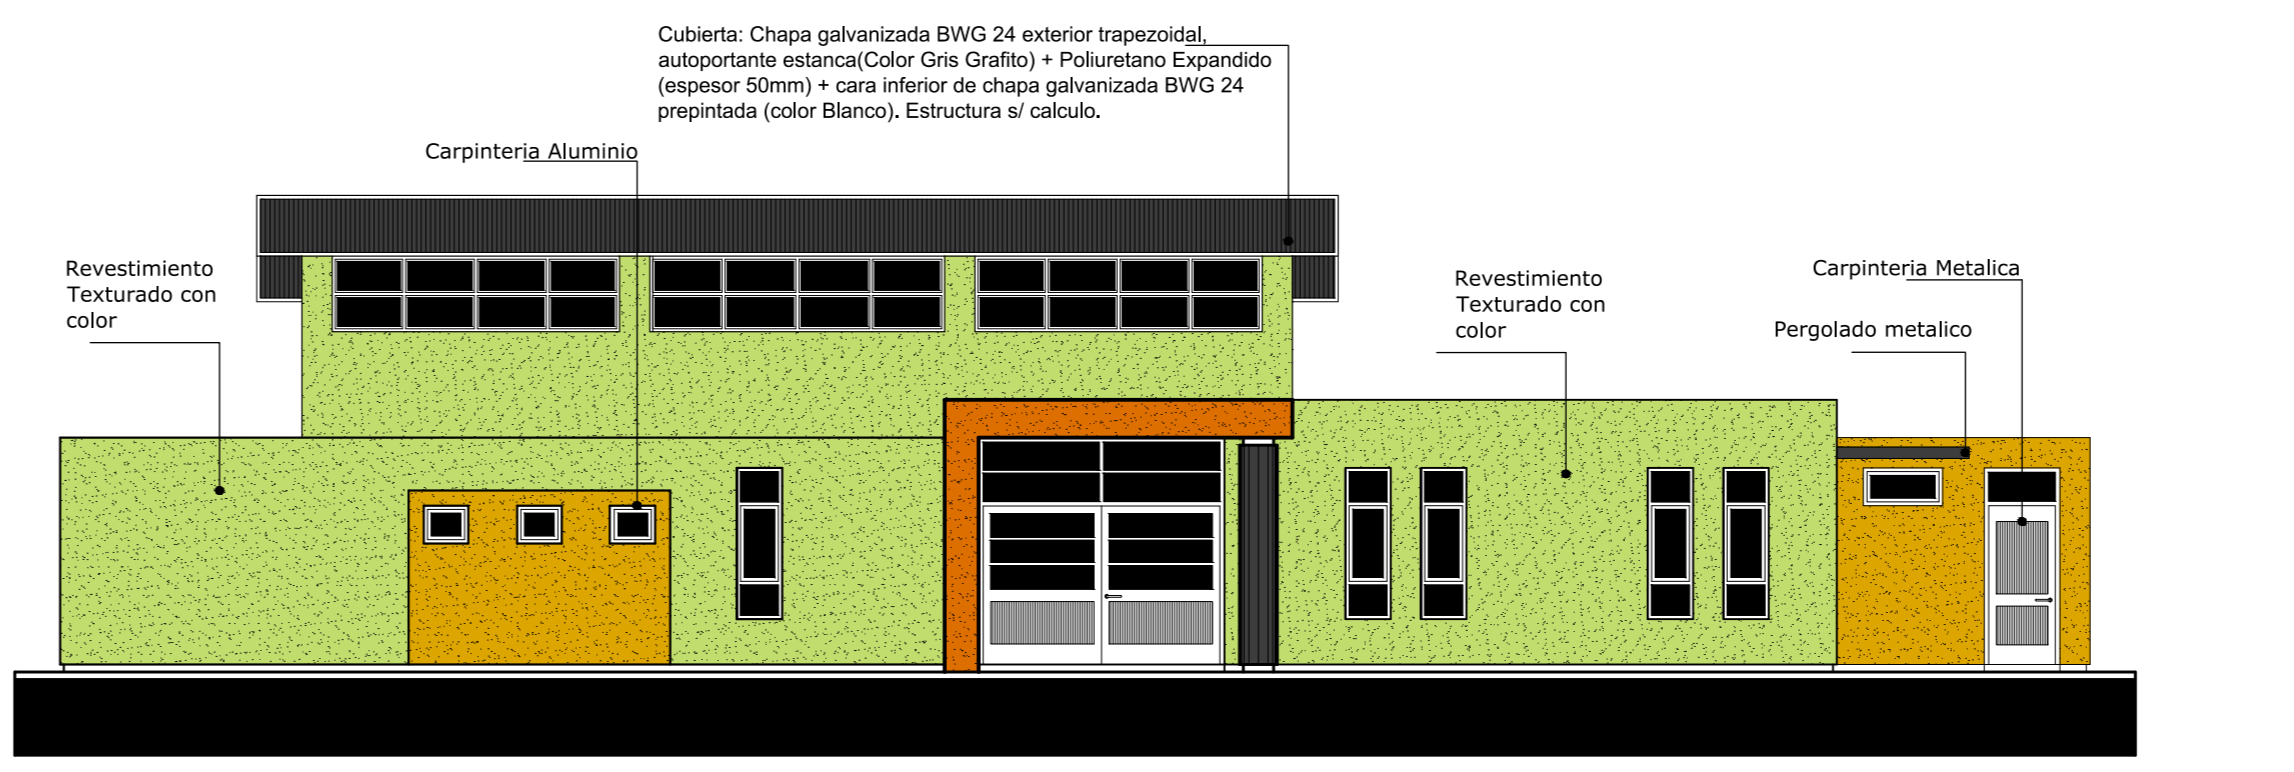 Cubierta: Chapa galvanizada BWG 24 exterior trapezoidal,
autoportante estanca(Color Gris Grafito) + Poliuretano Expandido
(espesor 50mm) + cara inferior de chapa galvanizada BWG 24
prepintada (color Blanco). Estructura s/ calculo.
Carpinteria Aluminio
Revestimiento
Texturado con
color
Revestimiento
Texturado con
color
Carpinteria Metalica
Pergolado metalico